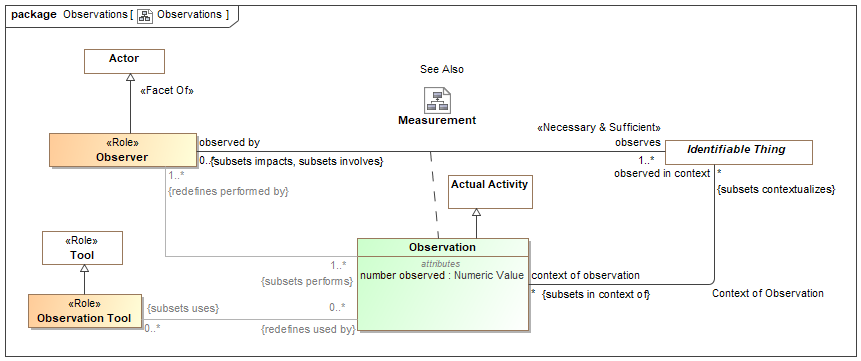 package Observations [ Observations ]
Actor
See Also
«Facet Of»
Measurement
«Necessary & Sufficient»
«Role»
Observer
observed by
observes
Identifiable Thing
0..* {subsets impacts, subsets involves}
1..*
1..*
observed in context
*
{redefines performed by}
Actual Activity
{subsets contextualizes}
«Role»
Tool
Observation
attributes
1..*
number observed : Numeric Value
context of observation
{subsets performs}
* {subsets in context of}
Context of Observation
«Role»
Observation Tool
{subsets uses}
0..*
0..*
{redefines used by}